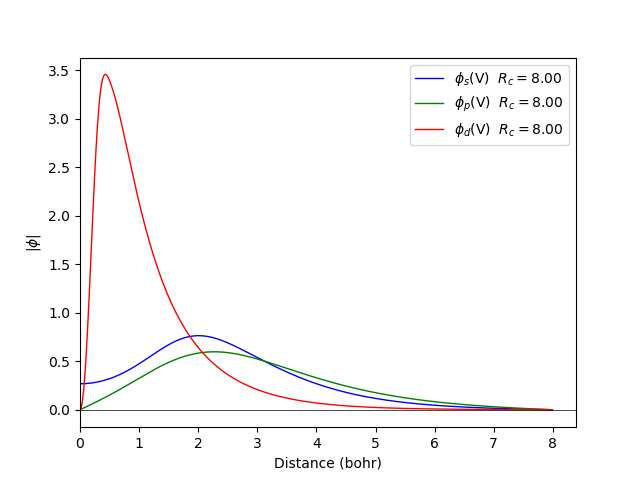 ϕs(V) Rc = 8.00
ϕp(V) Rc = 8.00
ϕd(V) Rc = 8.00
3.5
3.0
2.5
2.0
1.5
1.0
0.5
0.0
|ϕ|
0 1 2 3 4 5 6 7 8
Distance (bohr)